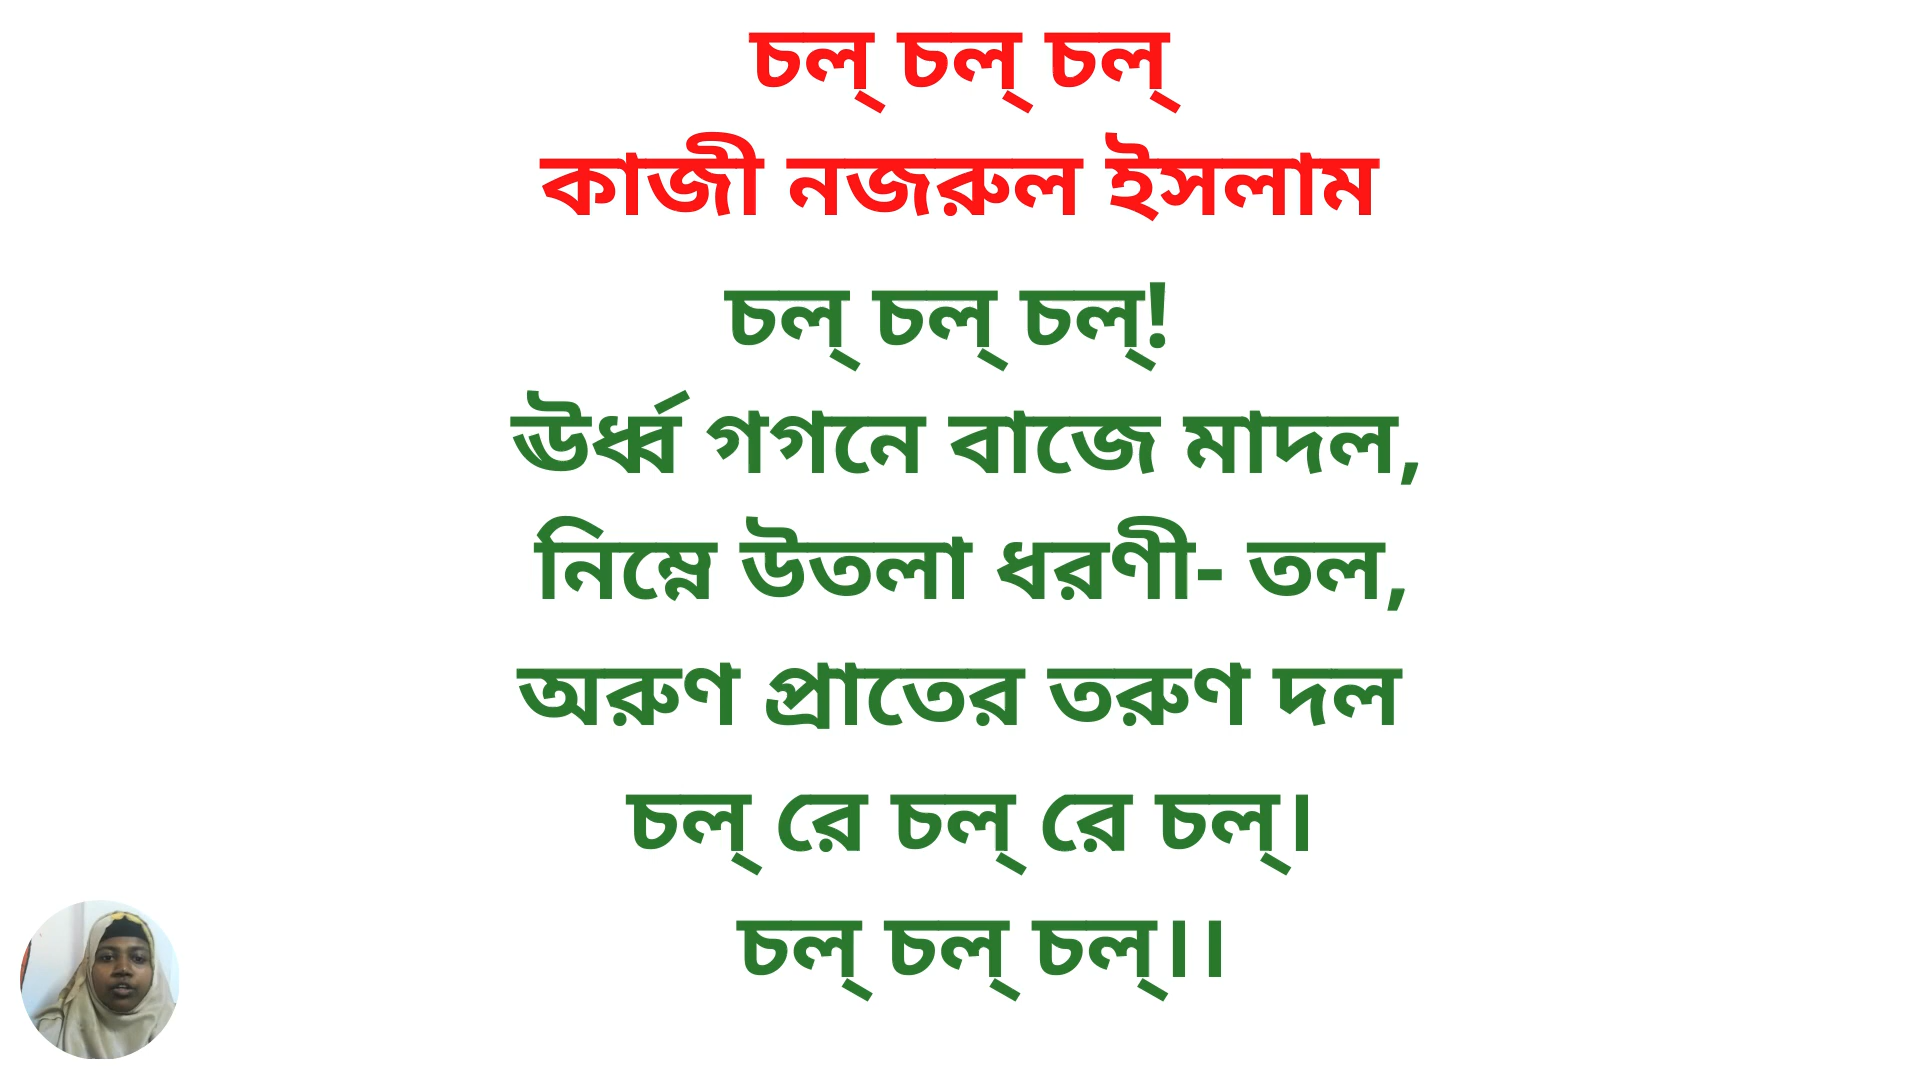 চল্ চল্ চল্
কাজী নজরুল ইসলাম
চল্ চল্ চল্!
ঊর্ধ্ব গগনে বাজে মাদল,
নিম্নে উতলা ধরণী- তল,
অরুণ প্রাতের তরুণ দল
চল্ রে চল্ রে চল্।
চল্ চল্ চল্।।